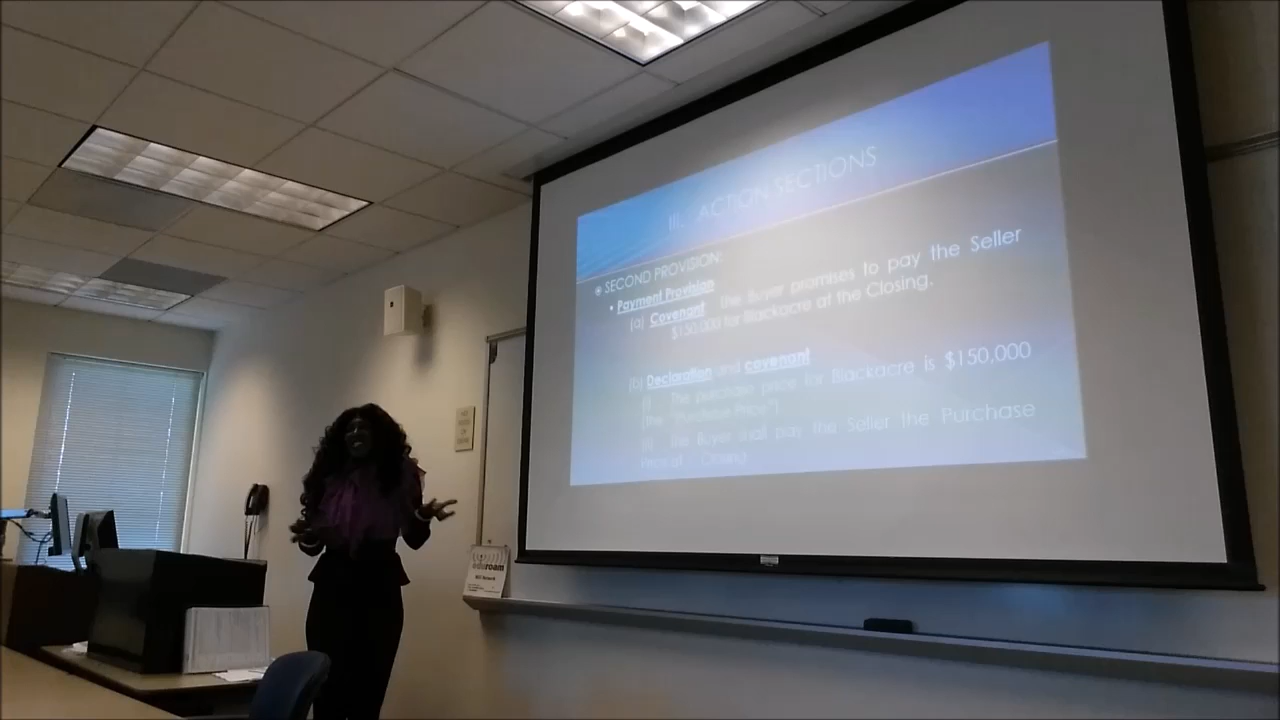 III. ACTION SECTIONS
SECOND PROVISION:
• Payment Provision
(a) Covenant The Buyer promises to pay the Seller
$150,000 for Blackacre at the Closing.
(b) Declaration and covenant
(i) The purchase price for Blackacre is $150,000
(the "Purchase Price")
(ii) The Buyer shall pay the Seller the Purchase
Price at Closing
eduroam